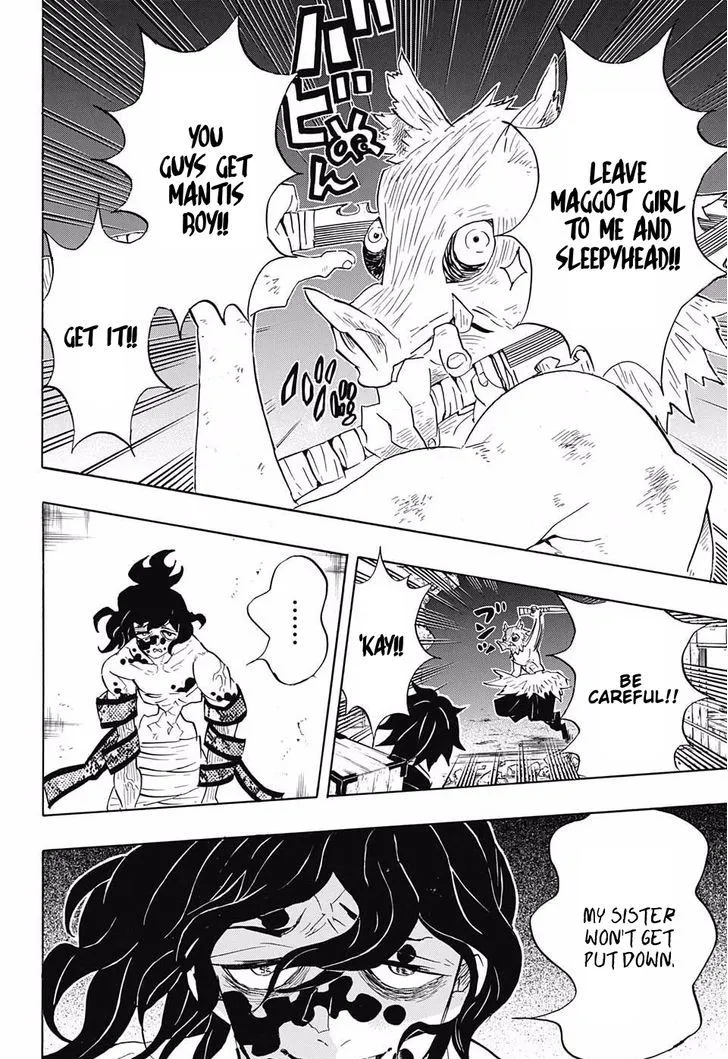 LEAVE
MAGGOT GIRL
TO ME AND
SLEEPYHEAD!!
YOU
GUYS GET
MANTIS
BOY!!
GET IT!!
BE
CAREFUL!!
'KAY!!
....
MY SISTER
WON'T GET
PUT DOWN.